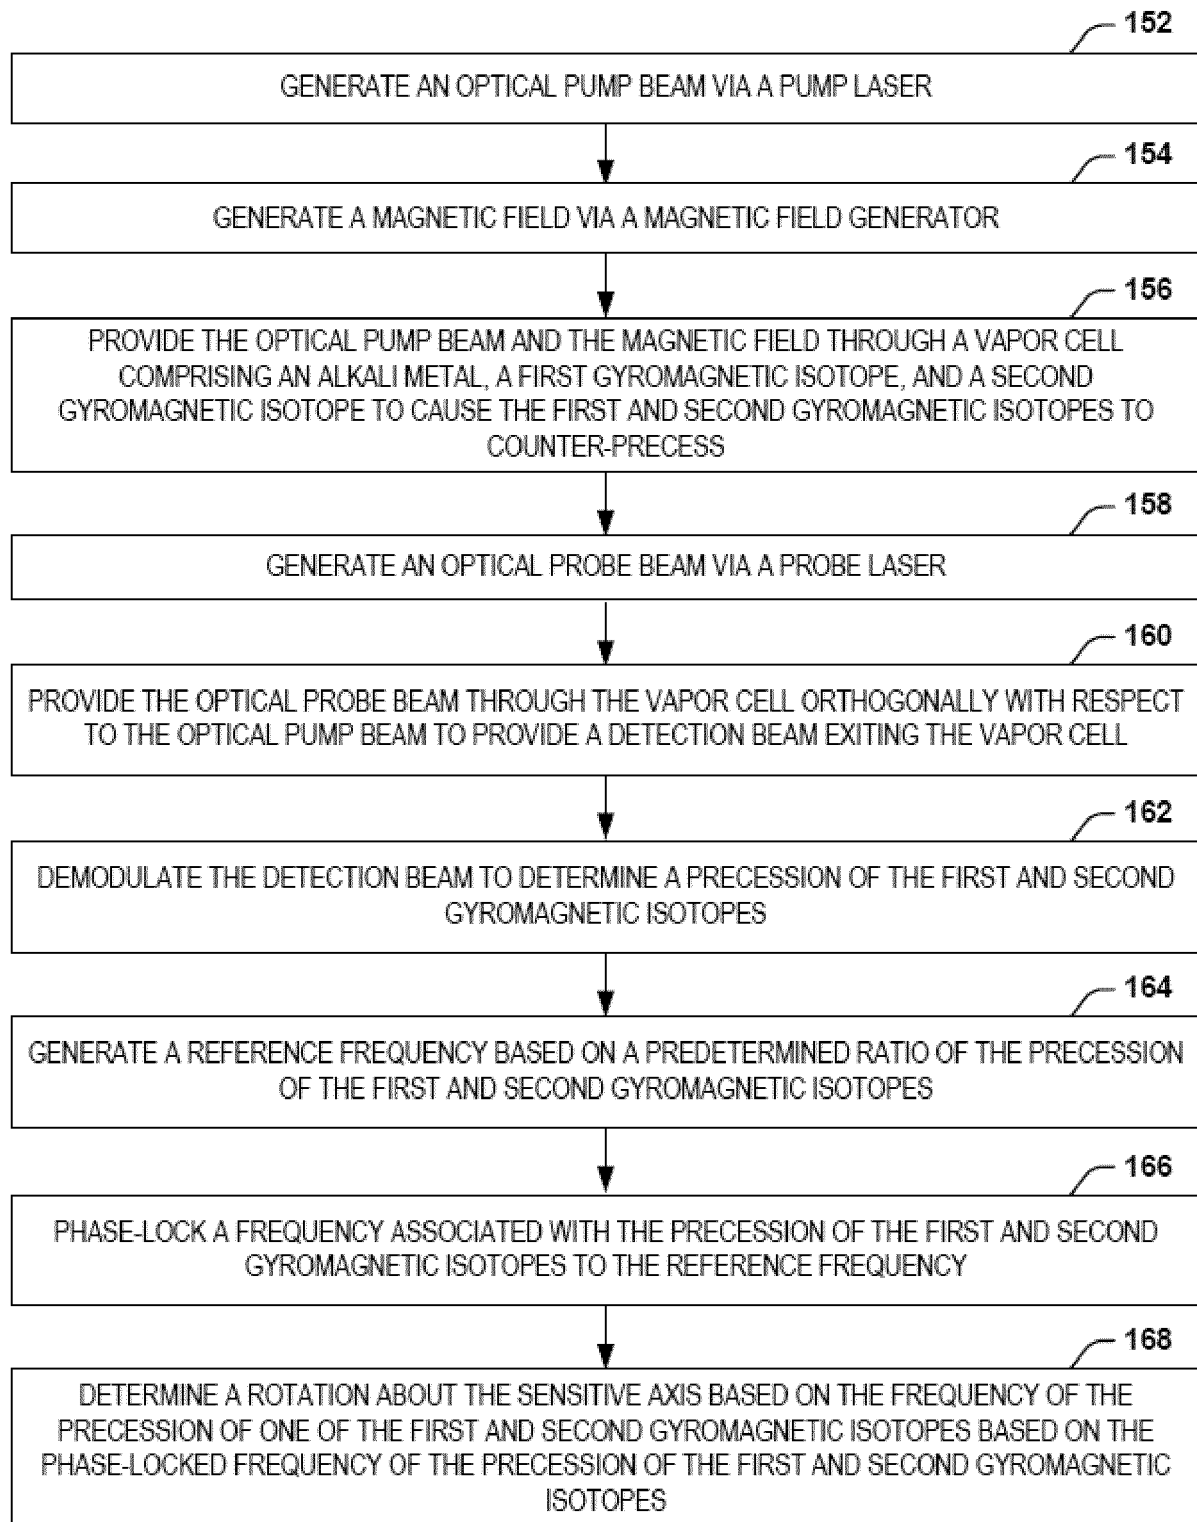 152
GENERATE AN OPTICAL PUMP BEAM VIA A PUMP LASER
154
GENERATE A MAGNETIC FIELD VIA A MAGNETIC FIELD GENERATOR
156
PROVIDE THE OPTICAL PUMP BEAM AND THE MAGNETIC FIELD THROUGH A VAPOR CELL
COMPRISING AN ALKALI METAL, A FIRST GYROMAGNETIC ISOTOPE, AND A SECOND
GYROMAGNETIC ISOTOPE TO CAUSE THE FIRST AND SECOND GYROMAGNETIC ISOTOPES TO
COUNTER-PRECESS
158
GENERATE AN OPTICAL PROBE BEAM VIA A PROBE LASER
160
PROVIDE THE OPTICAL PROBE BEAM THROUGH THE VAPOR CELL ORTHOGONALLY WITH RESPECT
TO THE OPTICAL PUMP BEAM TO PROVIDE A DETECTION BEAM EXITING THE VAPOR CELL
162
DEMODULATE THE DETECTION BEAM TO DETERMINE A PRECESSION OF THE FIRST AND SECOND
GYROMAGNETIC ISOTOPES
164
GENERATE A REFERENCE FREQUENCY BASED ON A PREDETERMINED RATIO OF THE PRECESSION
OF THE FIRST AND SECOND GYROMAGNETIC ISOTOPES
166
PHASE-LOCK A FREQUENCY ASSOCIATED WITH THE PRECESSION OF THE FIRST AND SECOND
GYROMAGNETIC ISOTOPES TO THE REFERENCE FREQUENCY
168
DETERMINE A ROTATION ABOUT THE SENSITIVE AXIS BASED ON THE FREQUENCY OF THE
PRECESSION OF ONE OF THE FIRST AND SECOND GYROMAGNETIC ISOTOPES BASED ON THE
PHASE-LOCKED FREQUENCY OF THE PRECESSION OF THE FIRST AND SECOND GYROMAGNETIC
ISOTOPES